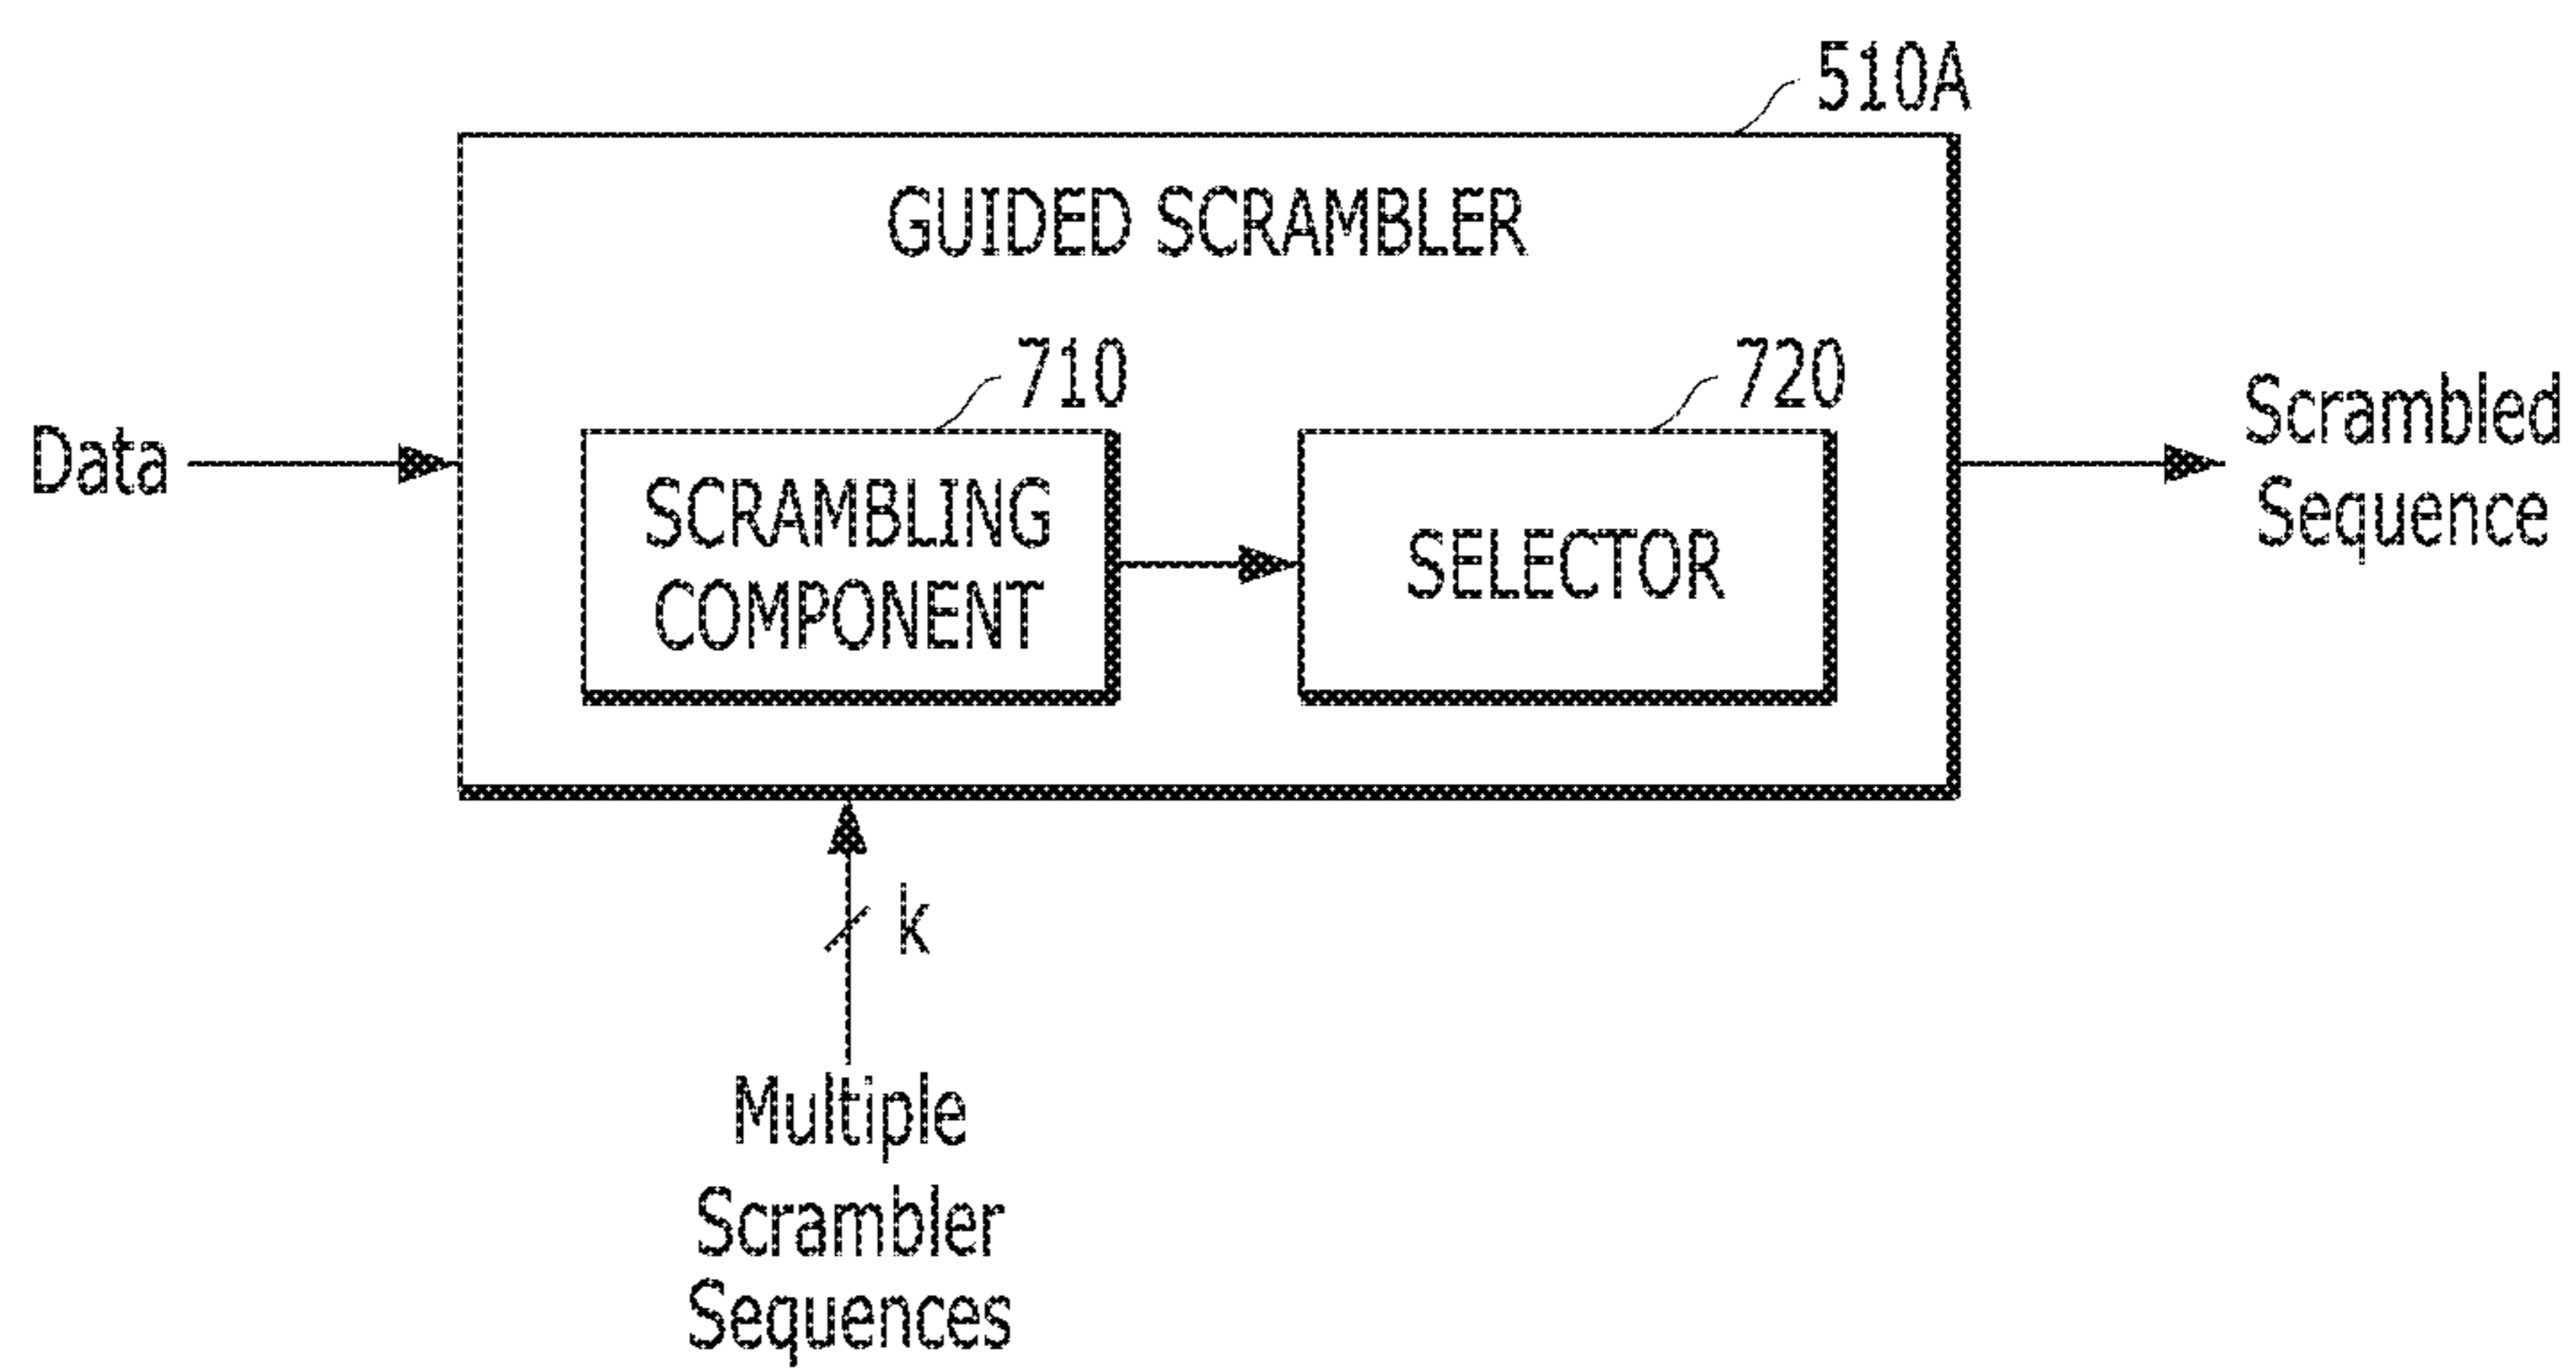 510A
GUIDED SCRAMBLER
710
720
Data
SCRAMBLING
COMPONENT
SELECTOR
Scrambled
Sequence
k
Multiple
Scrambler
Sequences